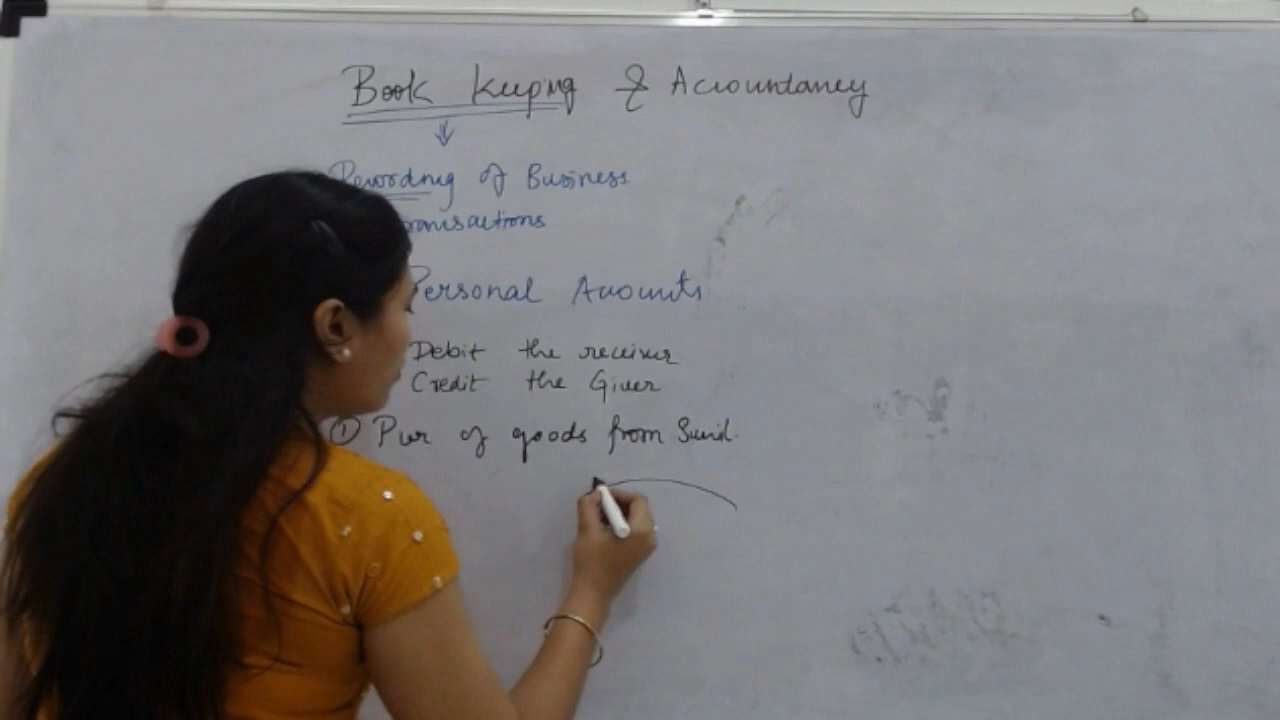 Book Keeping & Accountancy
Recording of Business
Transactions
Personal Accounts
Debit the receiver
Credit the Giver
① Pur of goods from Sunil.